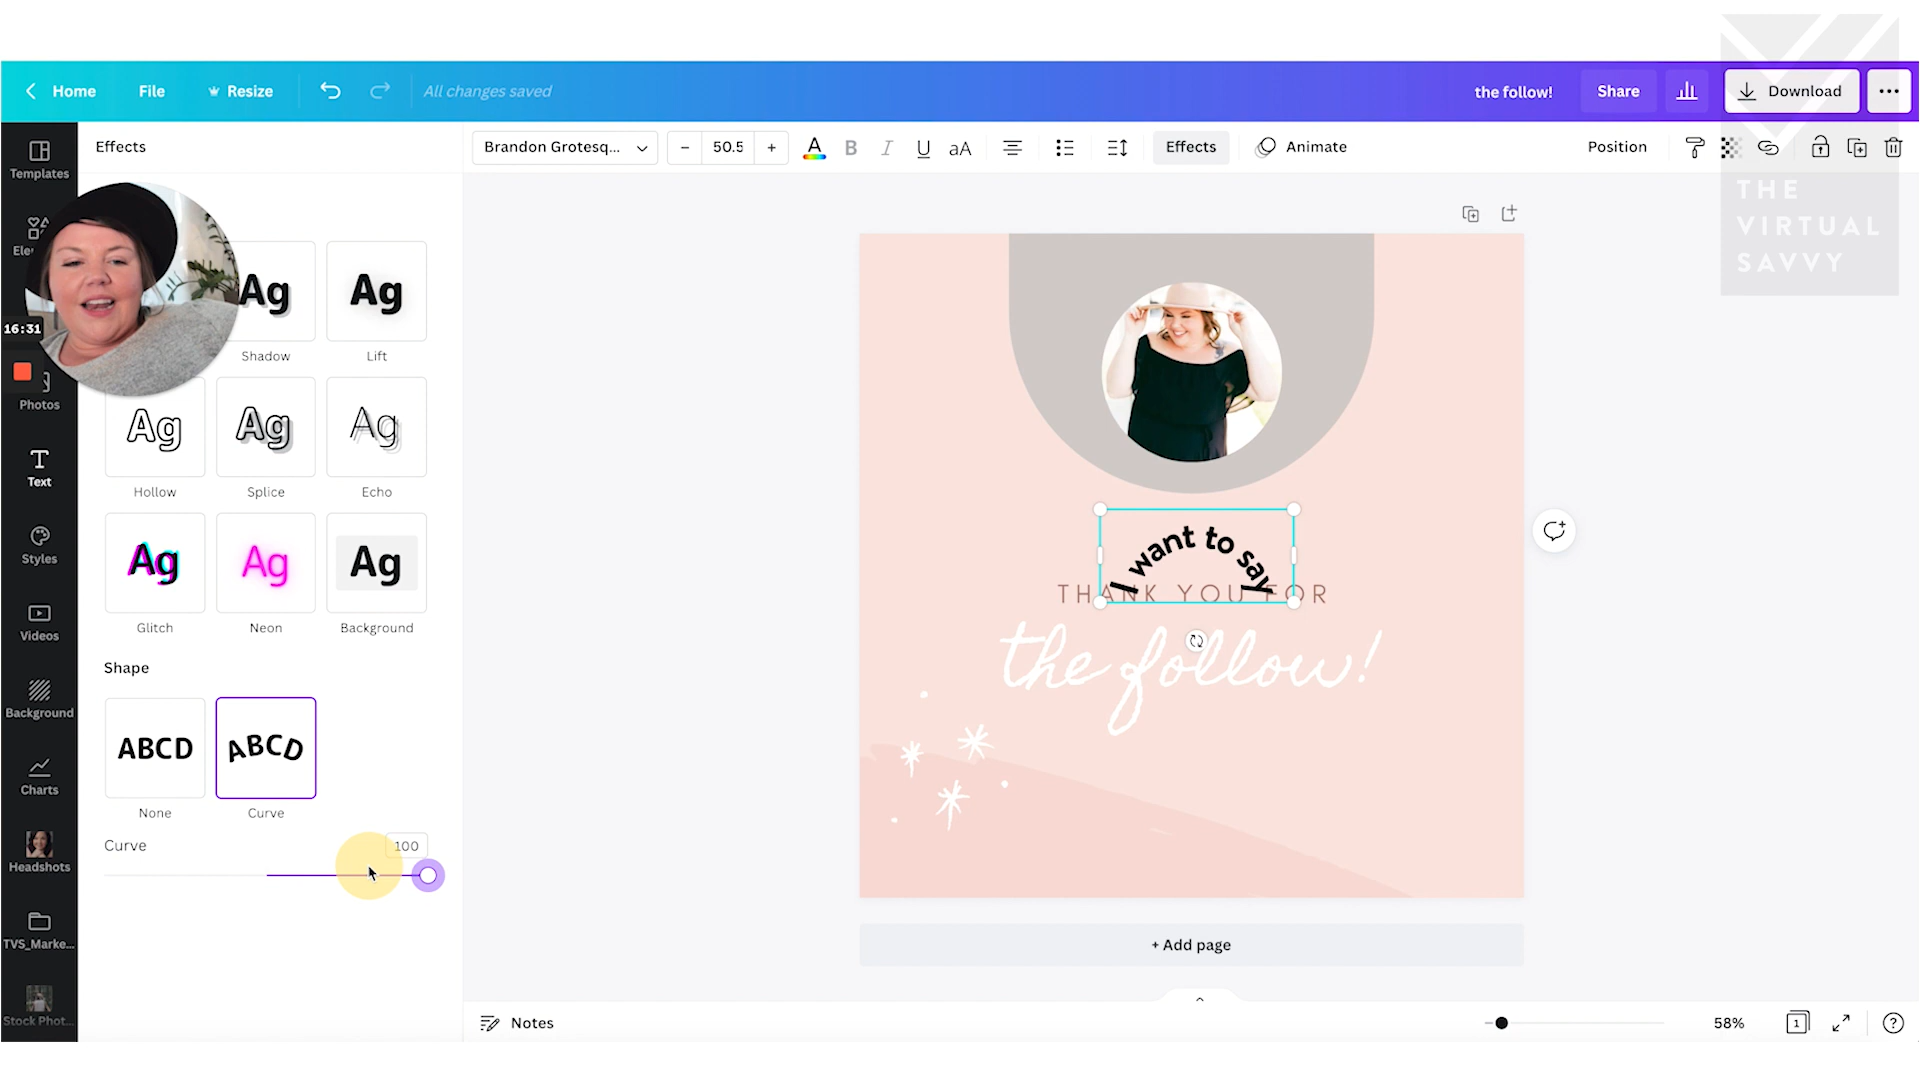 Home File Resize All changes saved the follow! Share Download
Templates
Effects
Brandon Grotesq... - 50.5 + A B I U aA Effects Animate Position
THE
VIRTUAL
SAVVY
Ag Ag
16:31
Shadow Lift
Photos
Ag Ag Ag
Hollow Splice Echo
Text
Ag Ag Ag
Glitch Neon Background
Styles
Videos
Background
Charts
Headshots
TVS_Marke...
Stock Phot...
Shape
ABCD ABCD
None Curve
Curve 100
I want to say
THANK YOU FOR
the follow!
+ Add page
Notes 58% 1 ?